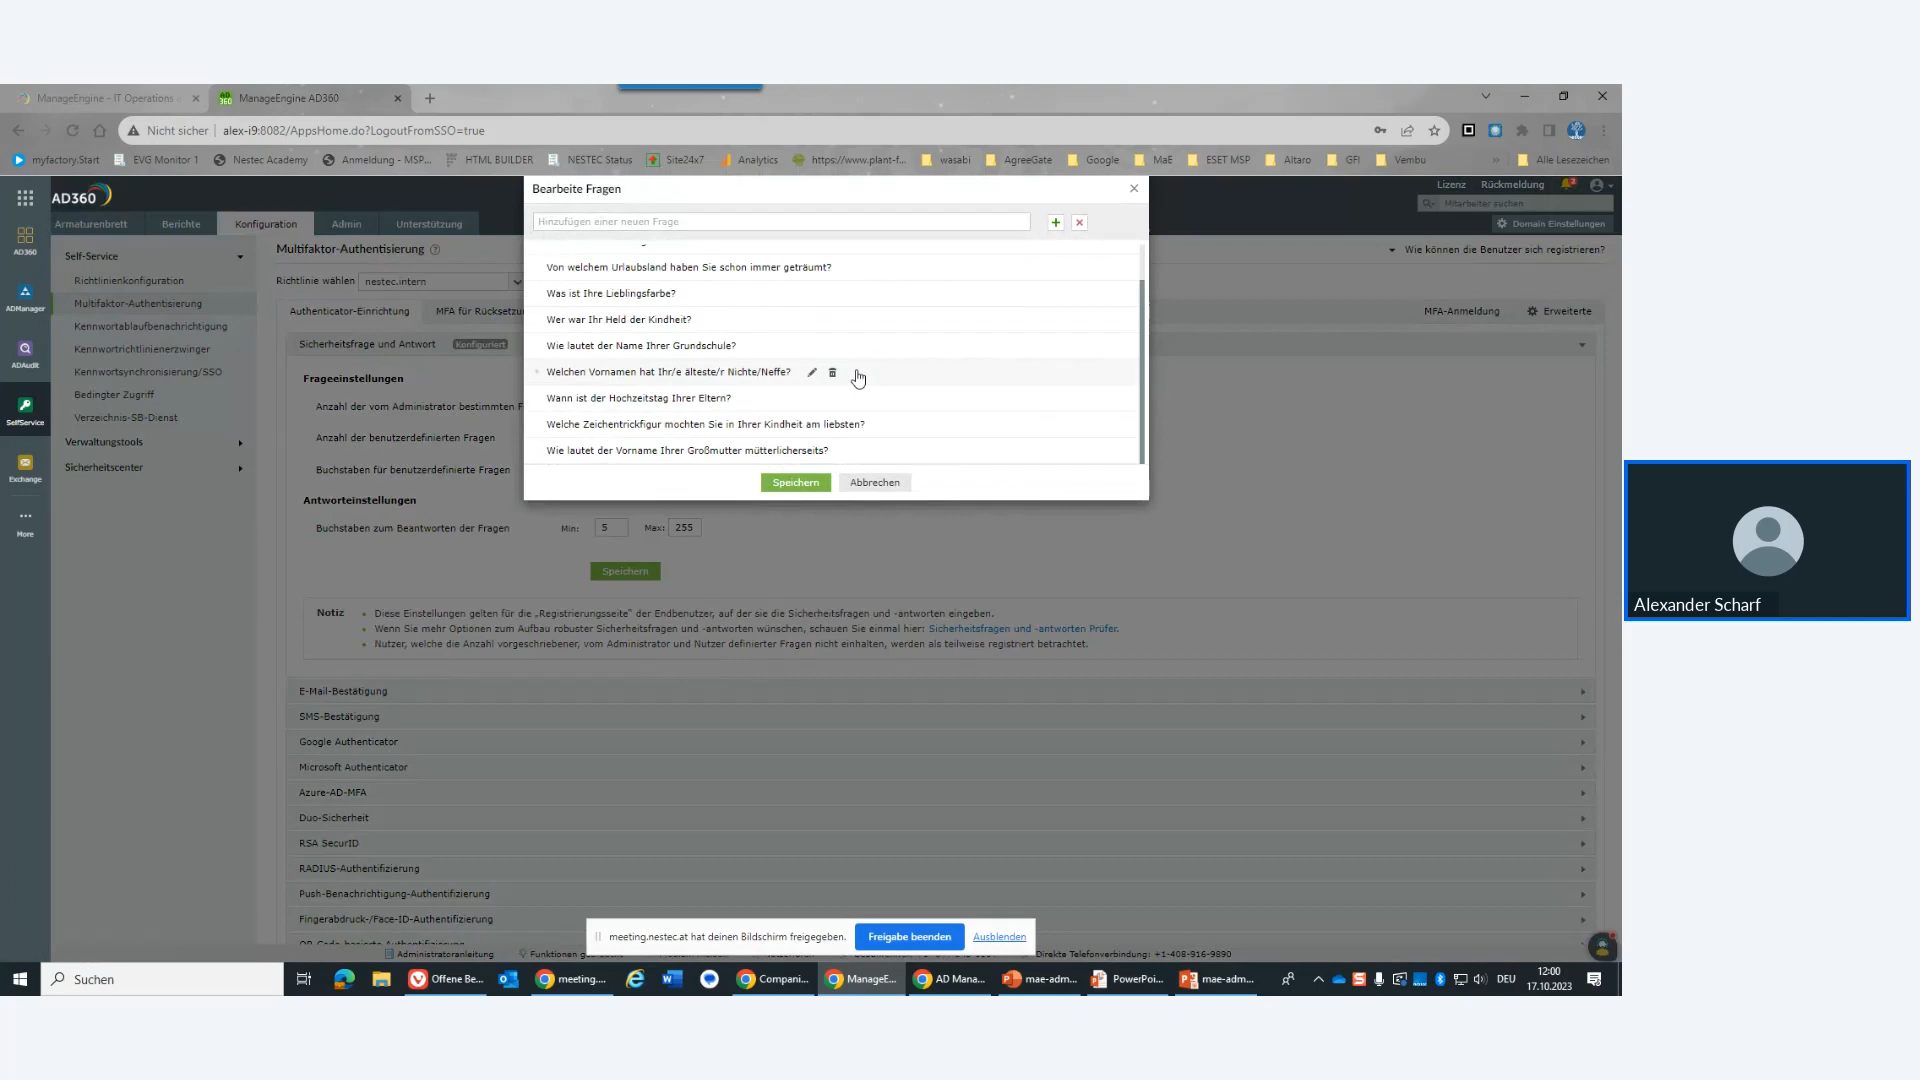 ManageEngine - IT Operations
ManageEngine AD360
Nicht sicher
alex-i9:8082/AppsHome.do?LogoutFromSSO=true
myfactory.Start
EVG Monitor 1
Nestec Academy
Anmeldung - MSP...
HTML BUILDER
NESTEC Status
Site24x7
Analytics
https://www.plant-f...
wasabi
AgreeGate
Google
MaE
ESET MSP
Altaro
GFI
Vembu
Alle Lesezeichen
AD360
Lizenz
Rückmeldung
Mitarbeiter suchen
Armaturenbrett
Berichte
Konfiguration
Admin
Unterstützung
Domain Einstellungen
AD360
ADManager
ADAudit
SelfService
Exchange
More
Self-Service
Richtlinienkonfiguration
Multifaktor-Authentisierung
Kennwortablaufbenachrichtigung
Kennwortrichtlinienerzwinger
Kennwortsynchronisierung/SSO
Bedingter Zugriff
Verzeichnis-SB-Dienst
Verwaltungstools
Sicherheitscenter
Multifaktor-Authentisierung
Wie können die Benutzer sich registrieren?
Richtlinie wählen
nestec.intern
Authenticator-Einrichtung
MFA für Rücksetzu
MFA-Anmeldung
Erweiterte
Sicherheitsfrage und Antwort
Konfiguriert
Frageeinstellungen
Anzahl der vom Administrator bestimmten F
Anzahl der benutzerdefinierten Fragen
Buchstaben für benutzerdefinierte Fragen
Antworteinstellungen
Buchstaben zum Beantworten der Fragen
Min:
5
Max:
255
Speichern
Bearbeite Fragen
Hinzufügen einer neuen Frage
Von welchem Urlaubsland haben Sie schon immer geträumt?
Was ist Ihre Lieblingsfarbe?
Wer war Ihr Held der Kindheit?
Wie lautet der Name Ihrer Grundschule?
Welchen Vornamen hat Ihr/e älteste/r Nichte/Neffe?
Wann ist der Hochzeitstag Ihrer Eltern?
Welche Zeichentrickfigur mochten Sie in Ihrer Kindheit am liebsten?
Wie lautet der Vorname Ihrer Großmutter mütterlicherseits?
Speichern
Abbrechen
Notiz
Diese Einstellungen gelten für die „Registrierungsseite" der Endbenutzer, auf der sie die Sicherheitsfragen und -antworten eingeben.
Wenn Sie mehr Optionen zum Aufbau robuster Sicherheitsfragen und -antworten wünschen, schauen Sie einmal hier: Sicherheitsfragen und -antworten Prüfer.
Nutzer, welche die Anzahl vorgeschriebener, vom Administrator und Nutzer definierter Fragen nicht einhalten, werden als teilweise registriert betrachtet.
E-Mail-Bestätigung
SMS-Bestätigung
Google Authenticator
Microsoft Authenticator
Azure-AD-MFA
Duo-Sicherheit
RSA SecurID
RADIUS-Authentifizierung
Push-Benachrichtigung-Authentifizierung
Fingerabdruck-/Face-ID-Authentifizierung
Administratoranleitung
Direkte Telefonverbindung: +1-408-916-9890
meeting.nestec.at hat deinen Bildschirm freigegeben.
Freigabe beenden
Ausblenden
Suchen
Offene Be...
meeting....
Compani...
ManageE...
AD Mana...
mae-adm...
PowerPoi...
mae-adm...
DEU
12:00
17.10.2023
Alexander Scharf